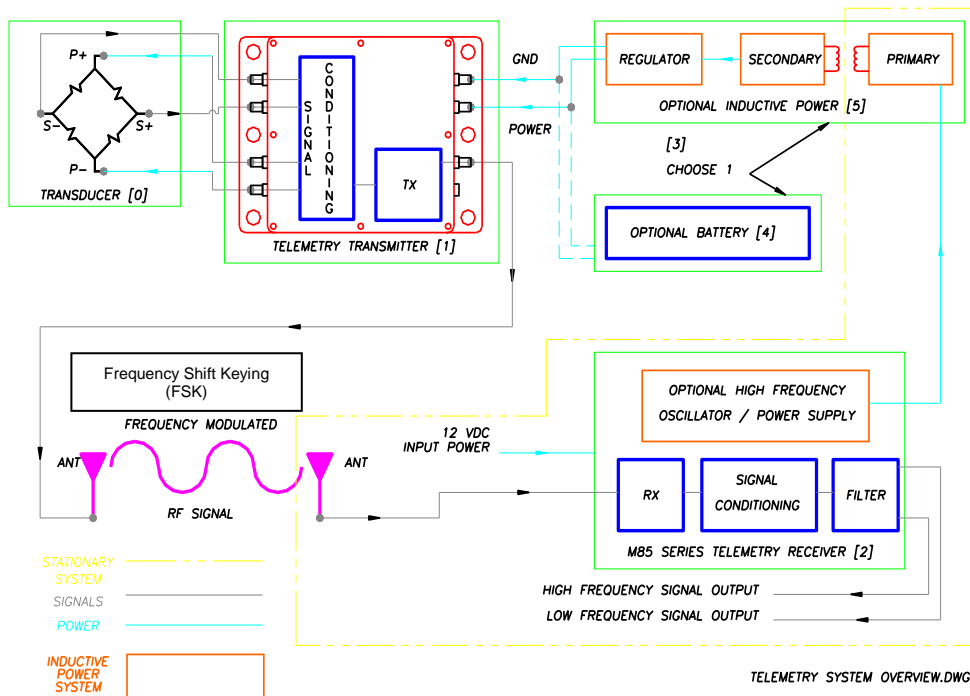 P+
S-
S+
P-
TRANSDUCER [0]
SIGNAL
CONDITIONING
TX
TELEMETRY TRANSMITTER [1]
GND
POWER
REGULATOR
SECONDARY
PRIMARY
OPTIONAL INDUCTIVE POWER [5]
[3]
CHOOSE 1
OPTIONAL BATTERY [4]
Frequency Shift Keying
(FSK)
FREQUENCY MODULATED
ANT
ANT
RF SIGNAL
12 VDC
INPUT POWER
OPTIONAL HIGH FREQUENCY
OSCILLATOR / POWER SUPPLY
RX
SIGNAL
CONDITIONING
FILTER
M85 SERIES TELEMETRY RECEIVER [2]
HIGH FREQUENCY SIGNAL OUTPUT
LOW FREQUENCY SIGNAL OUTPUT
STATIONARY
SYSTEM
SIGNALS
POWER
INDUCTIVE
POWER
SYSTEM
TELEMETRY SYSTEM OVERVIEW.DWG